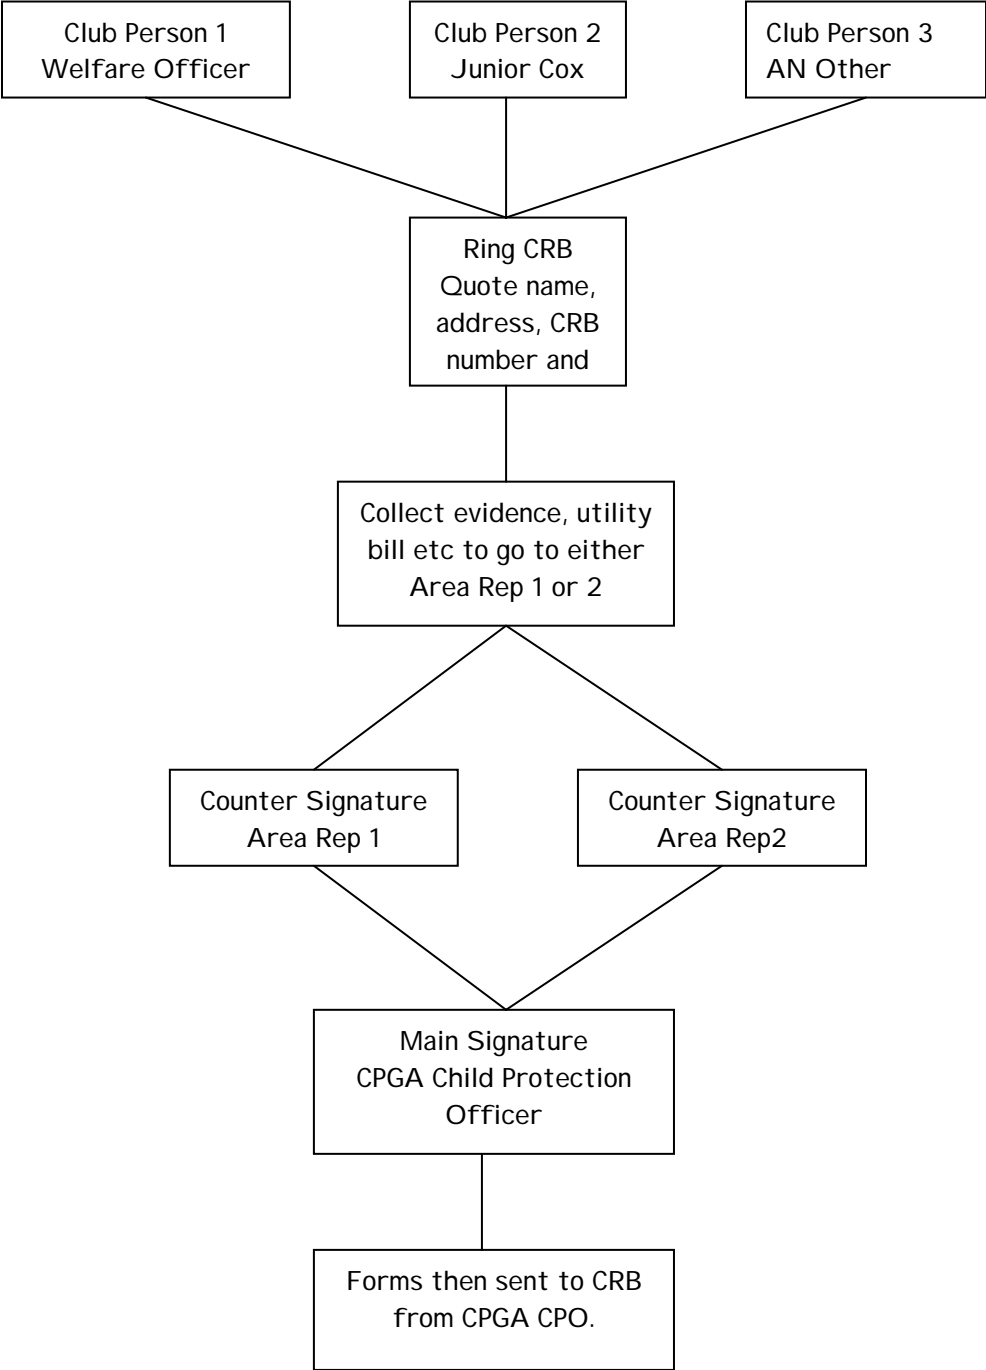 Club Person 1
Welfare Officer
Club Person 2
Junior Cox
Club Person 3
AN Other
Ring CRB
Quote name,
address, CRB
number and
Collect evidence, utility
bill etc to go to either
Area Rep 1 or 2
Counter Signature
Area Rep 1
Counter Signature
Area Rep2
Main Signature
CPGA Child Protection
Officer
Forms then sent to CRB
from CPGA CPO.